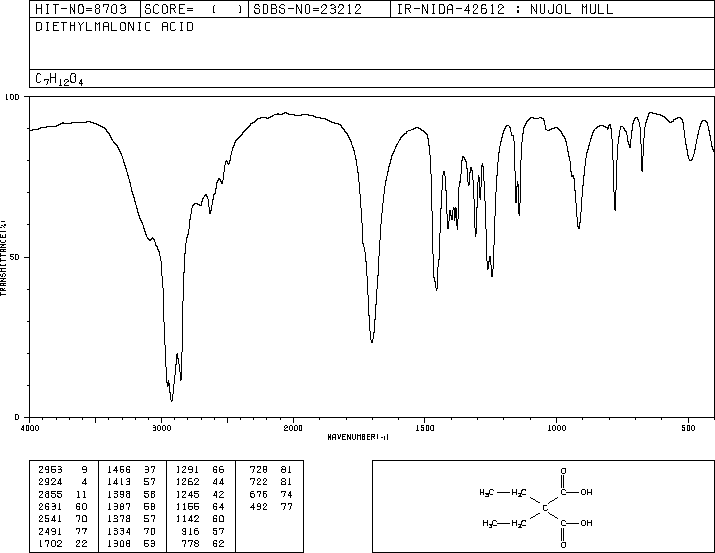 HIT-NO=8703 SCORE= ( ) SDBS-NO=23212 IR-NIDA-42612 : NUJOL MULL
DIETHYLMALONIC ACID
C7H12O4
100
50
0
TRANSMITTANCE(%)
4000 3000 2000 1500 1000 500
WAVENUMBER(-1)
2963 9 1456 37 1291 66 728 81
2924 4 1413 57 1262 44 722 81
2855 11 1398 58 1245 42 676 74
2631 60 1387 58 1155 64 492 77
2541 70 1378 57 1142 60
2491 77 1334 70 916 57
1702 22 1308 53 778 62
O
H3C H2C C OH
C
H3C H2C C OH
O